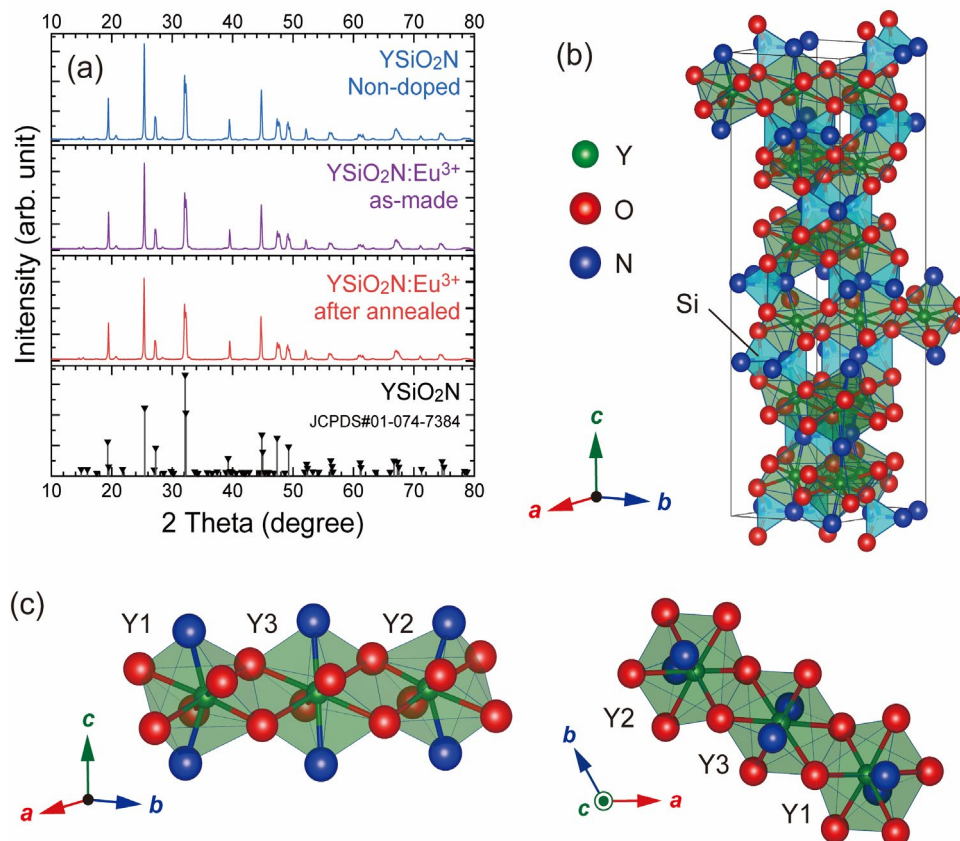 10 20 30 40 50 60 70 80
(a)
YSiO₂N
Non-doped
YSiO₂N:Eu³⁺
as-made
YSiO₂N:Eu³⁺
after annealed
YSiO₂N
JCPDS#01-074-7384
10 20 30 40 50 60 70 80
2 Theta (degree)
Initensity (arb. unit)
(b)
Y
O
N
Si
c
a
b
(c)
Y1 Y3 Y2
c
a
b
Y2
Y3
Y1
b
c
a